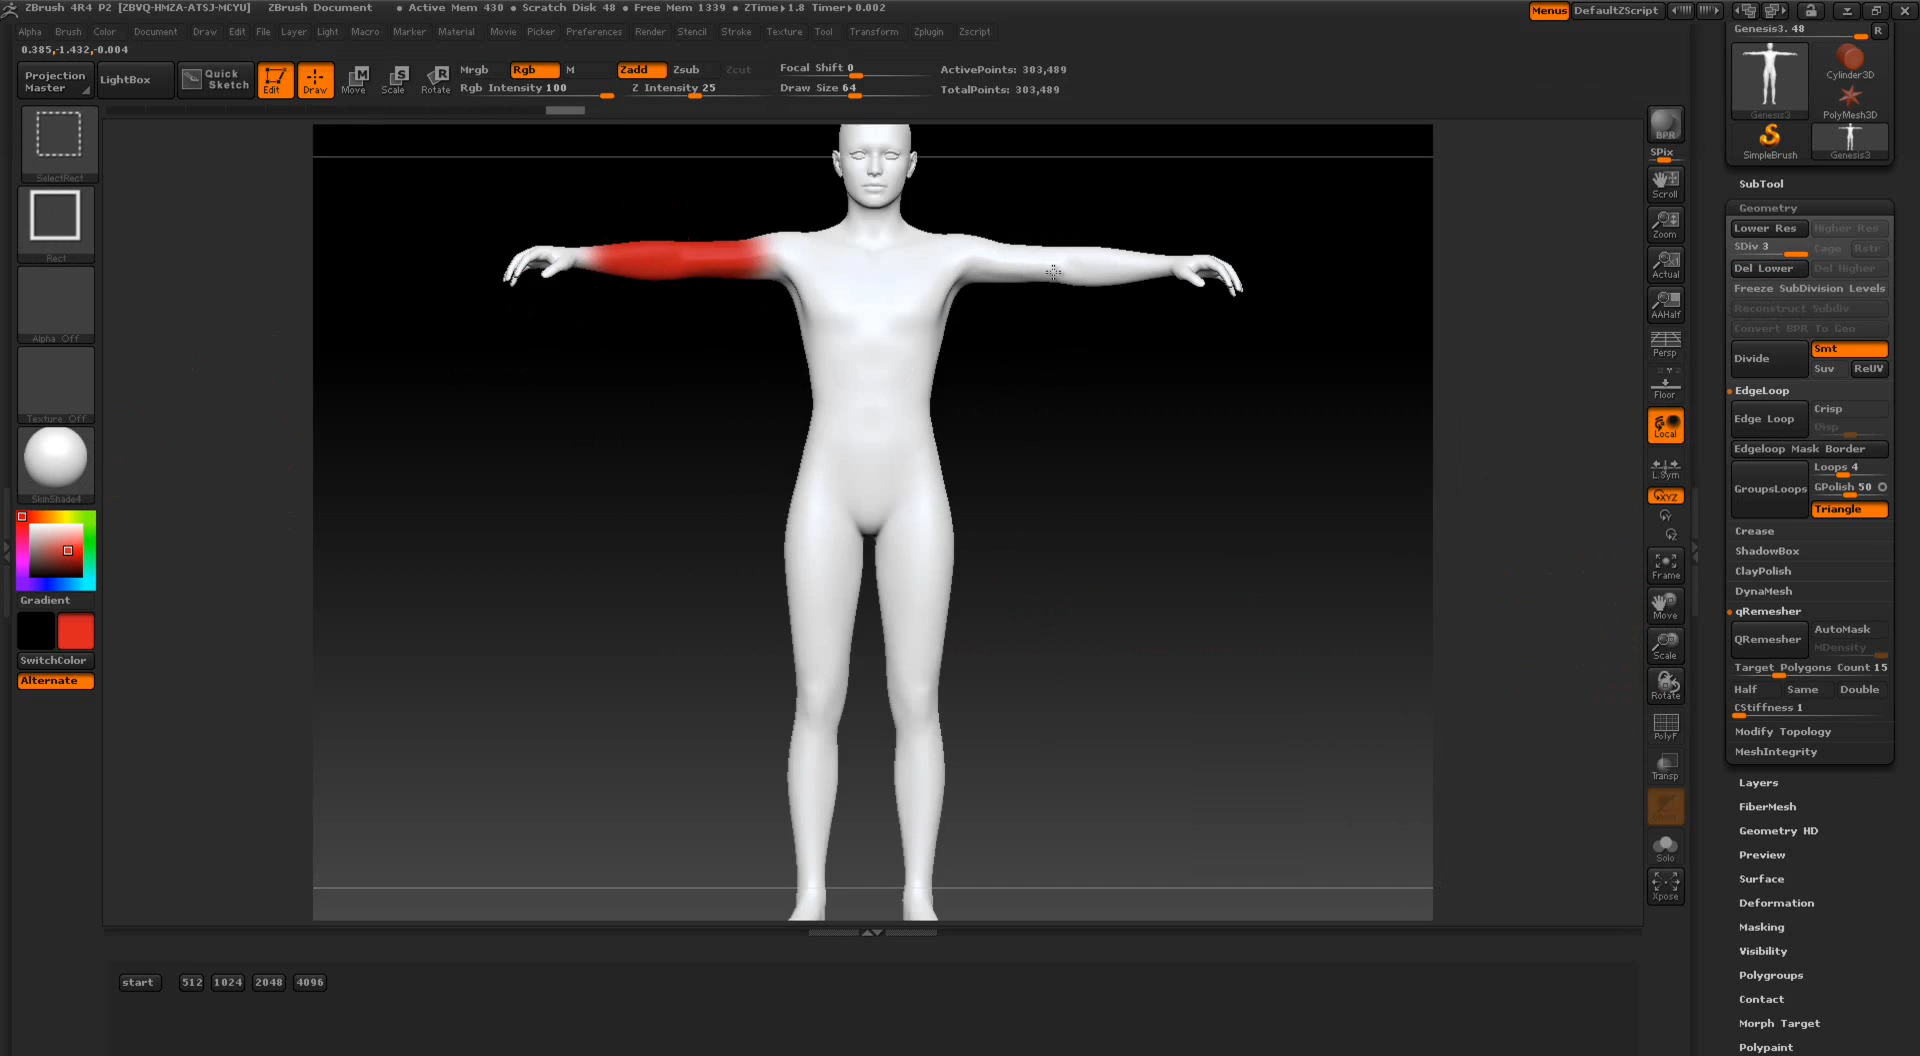 ZBrush 4R4 P2 [ZBVQ-HMZA-ATSJ-MCYU] ZBrush Document • Active Mem 430 • Scratch Disk 48 • Free Mem 1339 • ZTime▸1.8 Timer▸0.002 Menus DefaultZScript
Genesis3. 48 R
Alpha Brush Color Document Draw Edit File Layer Light Macro Marker Material Movie Picker Preferences Render Stencil Stroke Texture Tool Transform Zplugin Zscript
0.385,-1.432,-0.004
Projection Master
LightBox
Quick Sketch
Edit Draw Move Scale Rotate
Mrgb Rgb M Zadd Zsub Zcut
Rgb Intensity 100 Z Intensity 25
Focal Shift 0
Draw Size 64
ActivePoints: 303,489
TotalPoints: 303,489
SelectRect
Rect
Alpha Off
Texture Off
SkinShade4
Gradient
SwitchColor
Alternate
BPR
SPix
Scroll
Zoom
Actual
AAHalf
Persp
Floor
Local
L.Sym
XYZ
Frame
Move
Scale
Rotate
PolyF
Transp
Solo
Xpose
Genesis3
Cylinder3D
PolyMesh3D
SimpleBrush
Genesis3
SubTool
Geometry
Lower Res Higher Res
SDiv 3 Cage Rstr
Del Lower Del Higher
Freeze SubDivision Levels
Reconstruct Subdiv
Convert BPR To Geo
Divide Smt
Suv ReUV
EdgeLoop
Edge Loop Crisp
Disp
Edgeloop Mask Border
GroupsLoops Loops 4
GPolish 50
Triangle
Crease
ShadowBox
ClayPolish
DynaMesh
qRemesher
QRemesher AutoMask
MDensity
Target Polygons Count 15
Half Same Double
CStiffness 1
Modify Topology
MeshIntegrity
Layers
FiberMesh
Geometry HD
Preview
Surface
Deformation
Masking
Visibility
Polygroups
Contact
Morph Target
Polypaint
start 512 1024 2048 4096